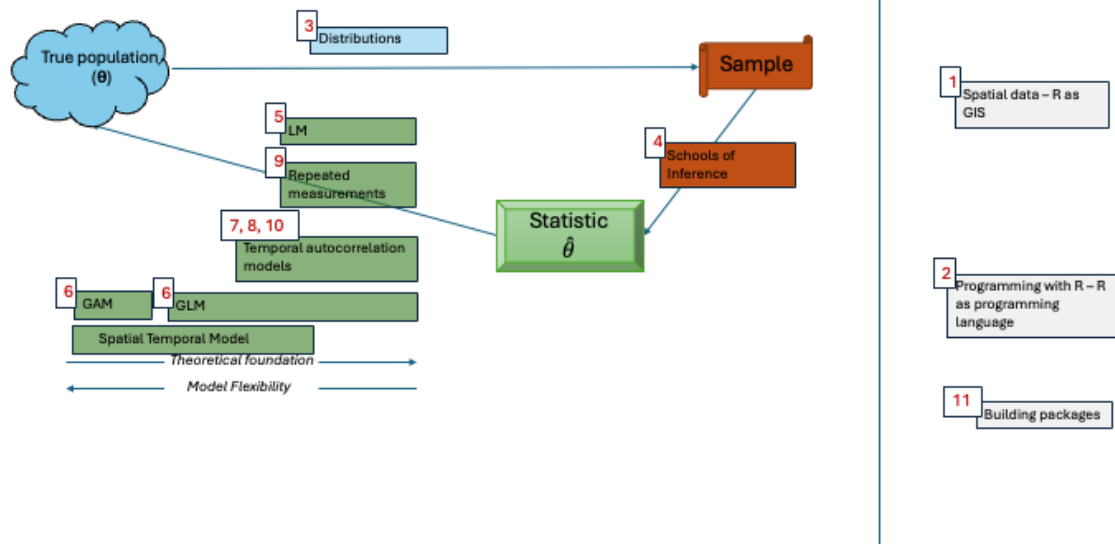 True population
(θ)
3
Distributions
Sample
5
LM
9
Repeated
measurements
7, 8, 10
Temporal autocorrelation
models
6
GAM
6
GLM
Spatial Temporal Model
Theoretical foundation
Model Flexibility
4
Schools of
Inference
Statistic
θ̂
1
Spatial data – R as
GIS
2
Programming with R – R
as programming
language
11
Building packages